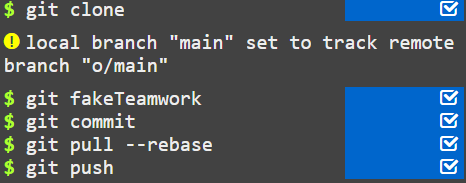 $ git clone
! local branch "main" set to track remote
branch "o/main"
$ git fakeTeamwork
$ git commit
$ git pull --rebase
$ git push